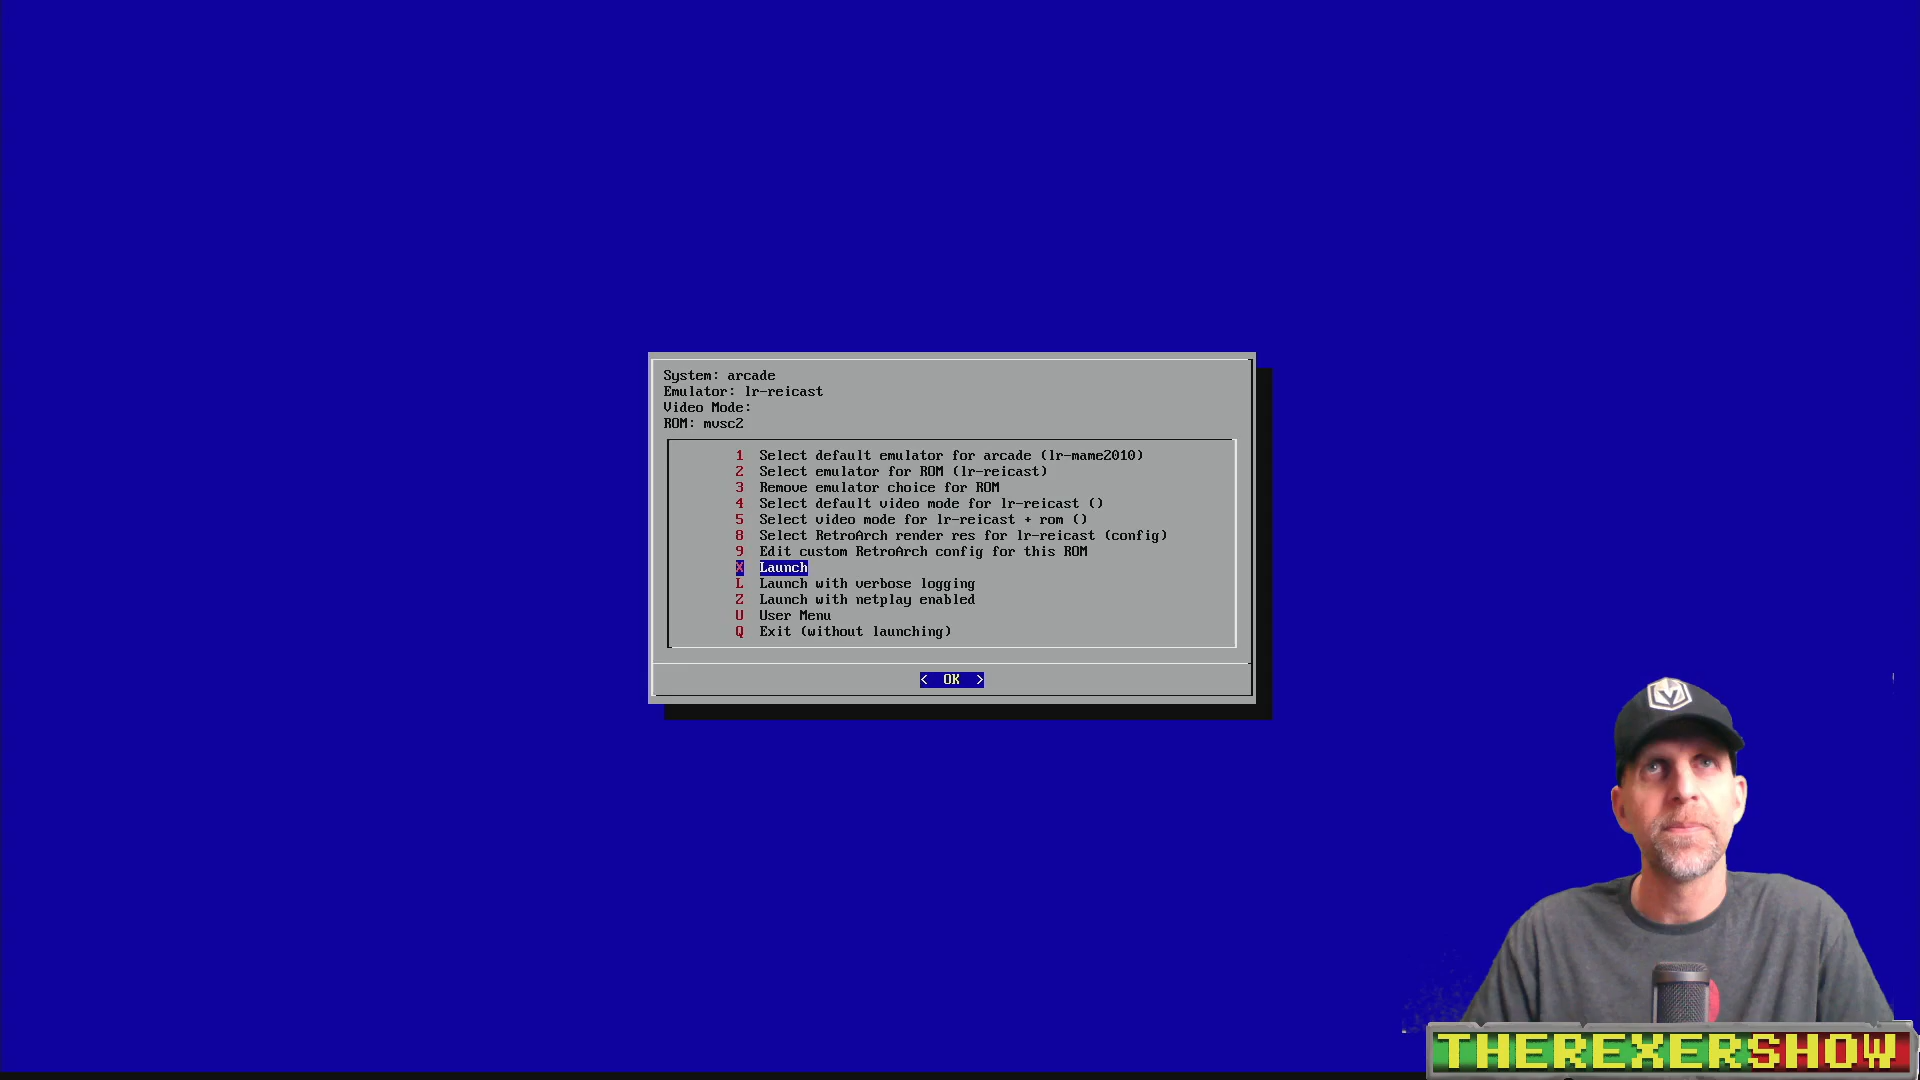 System: arcade
Emulator: lr-reicast
Video Mode:
ROM: mvsc2
1 Select default emulator for arcade (lr-mame2010)
2 Select emulator for ROM (lr-reicast)
3 Remove emulator choice for ROM
4 Select default video mode for lr-reicast ()
5 Select video mode for lr-reicast + rom ()
8 Select RetroArch render res for lr-reicast (config)
9 Edit custom RetroArch config for this ROM
X Launch
L Launch with verbose logging
Z Launch with netplay enabled
U User Menu
Q Exit (without launching)
< OK >
V
THEREXERSHOW